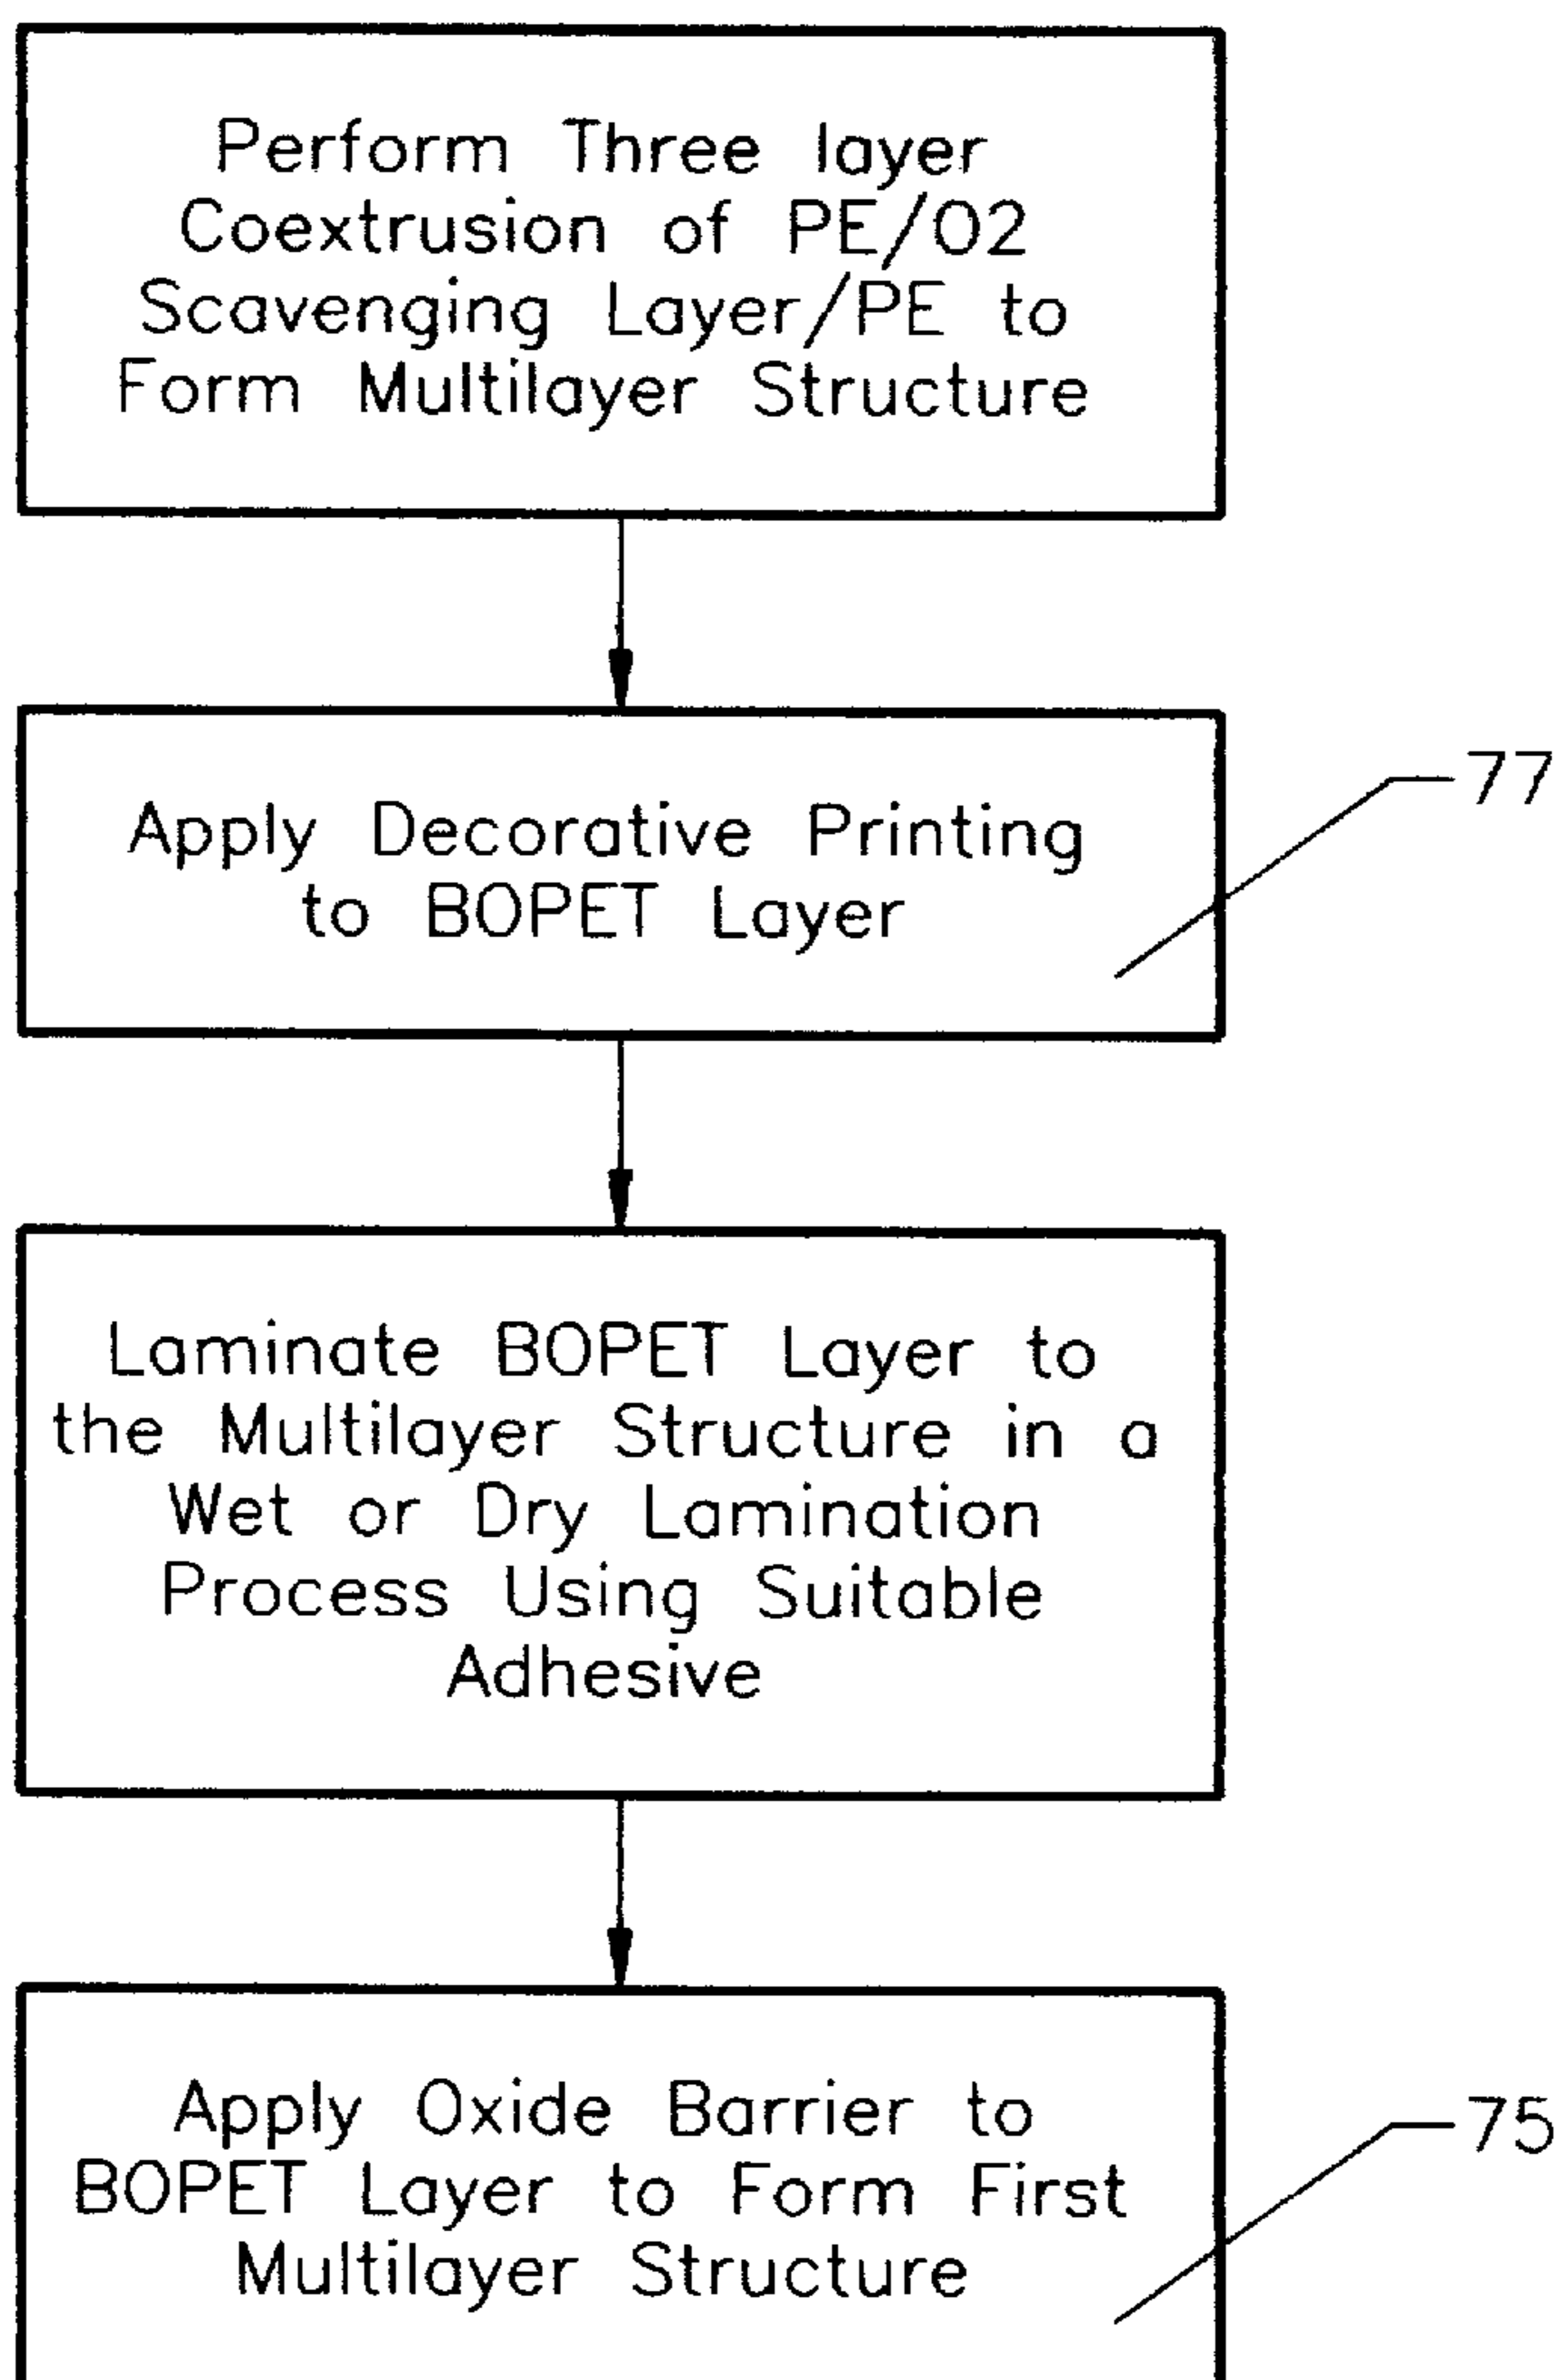 Perform Three layer
Coextrusion of PE/O2
Scavenging Layer/PE to
Form Multilayer Structure
Apply Decorative Printing
to BOPET Layer
77
Laminate BOPET Layer to
the Multilayer Structure in a
Wet or Dry Lamination
Process Using Suitable
Adhesive
Apply Oxide Barrier to
BOPET Layer to Form First
Multilayer Structure
75